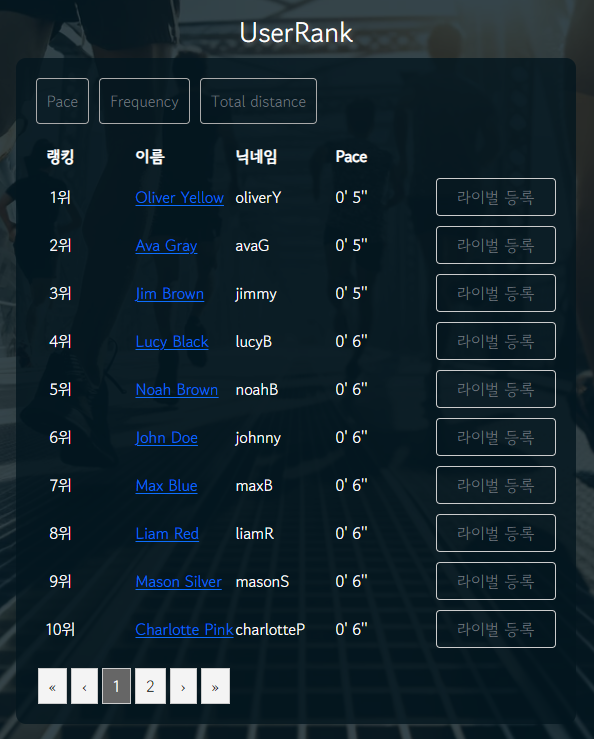 UserRank
Pace Frequency Total distance
랭킹 이름 닉네임 Pace
1위 Oliver Yellow oliverY 0' 5" 라이벌 등록
2위 Ava Gray avaG 0' 5" 라이벌 등록
3위 Jim Brown jimmy 0' 5" 라이벌 등록
4위 Lucy Black lucyB 0' 6" 라이벌 등록
5위 Noah Brown noahB 0' 6" 라이벌 등록
6위 John Doe johnny 0' 6" 라이벌 등록
7위 Max Blue maxB 0' 6" 라이벌 등록
8위 Liam Red liamR 0' 6" 라이벌 등록
9위 Mason Silver masonS 0' 6" 라이벌 등록
10위 Charlotte Pink charlotteP 0' 6" 라이벌 등록
« ‹ 1 2 › »